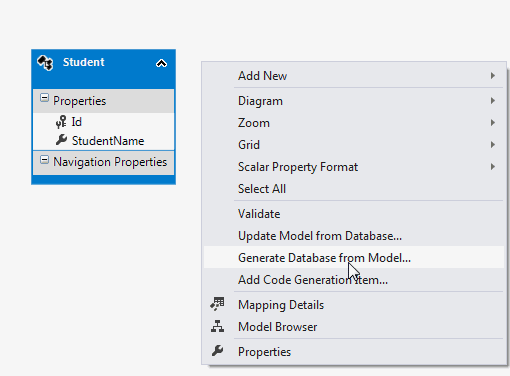 Student
Properties
Id
StudentName
Navigation Properties
Add New
Diagram
Zoom
Grid
Scalar Property Format
Select All
Validate
Update Model from Database...
Generate Database from Model...
Add Code Generation Item...
Mapping Details
Model Browser
Properties